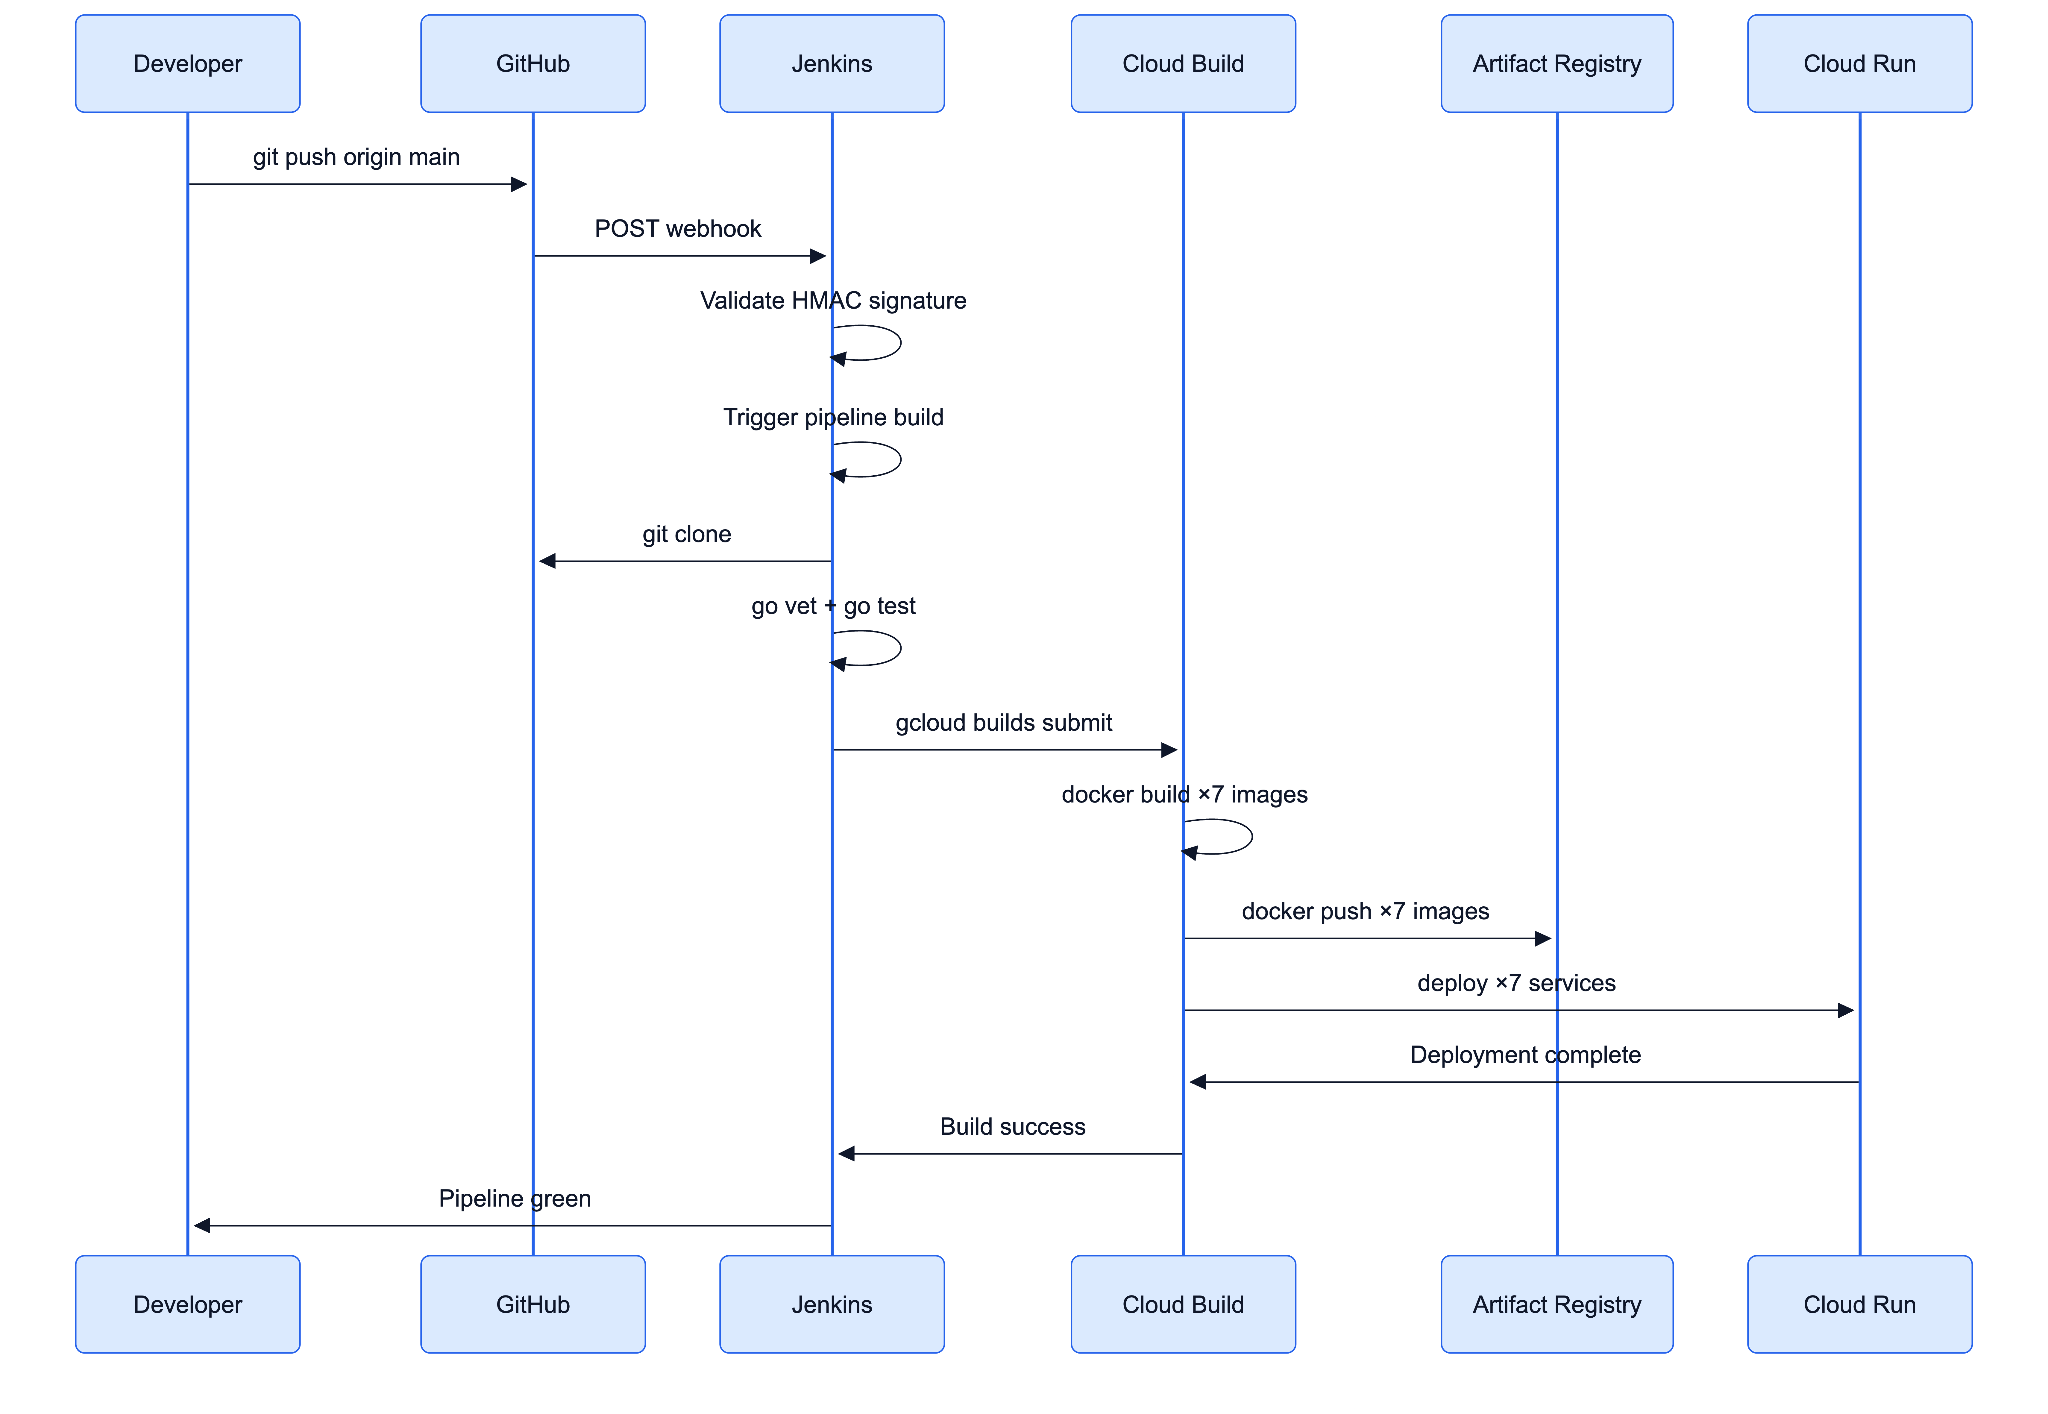 Developer
GitHub
Jenkins
Cloud Build
Artifact Registry
Cloud Run
git push origin main
POST webhook
Validate HMAC signature
Trigger pipeline build
git clone
go vet + go test
gcloud builds submit
docker build ×7 images
docker push ×7 images
deploy ×7 services
Deployment complete
Build success
Pipeline green
Developer
GitHub
Jenkins
Cloud Build
Artifact Registry
Cloud Run